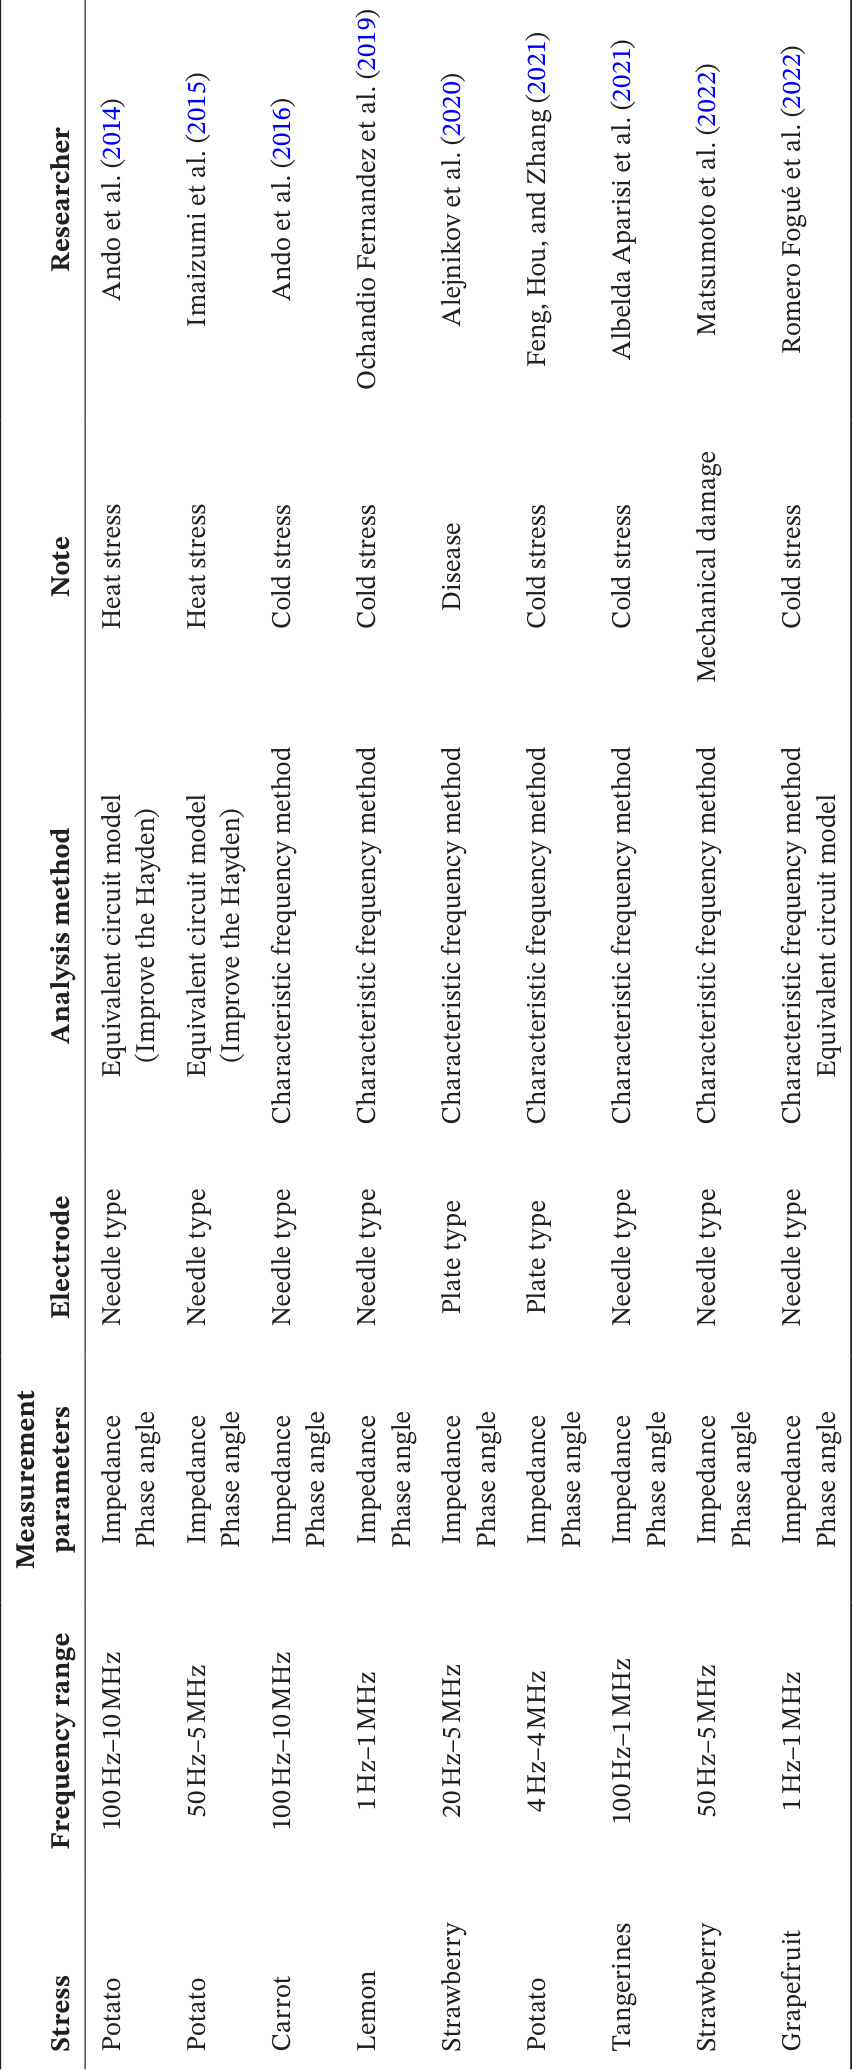 Stress Frequency range Measurement parameters Electrode Analysis method Note Researcher
Potato 100 Hz–10 MHz Impedance Needle type Equivalent circuit model Heat stress Ando et al. (2014)
Phase angle (Improve the Hayden)
Potato 50 Hz–5 MHz Impedance Needle type Equivalent circuit model Heat stress Imaizumi et al. (2015)
Phase angle (Improve the Hayden)
Carrot 100 Hz–10 MHz Impedance Needle type Characteristic frequency method Cold stress Ando et al. (2016)
Phase angle
Lemon 1 Hz–1 MHz Impedance Needle type Characteristic frequency method Cold stress Ochandio Fernandez et al. (2019)
Phase angle
Strawberry 20 Hz–5 MHz Impedance Plate type Characteristic frequency method Disease Alejnikov et al. (2020)
Phase angle
Potato 4 Hz–4 MHz Impedance Plate type Characteristic frequency method Cold stress Feng, Hou, and Zhang (2021)
Phase angle
Tangerines 100 Hz–1 MHz Impedance Needle type Characteristic frequency method Cold stress Albelda Aparisi et al. (2021)
Phase angle
Strawberry 50 Hz–5 MHz Impedance Needle type Characteristic frequency method Mechanical damage Matsumoto et al. (2022)
Phase angle
Grapefruit 1 Hz–1 MHz Impedance Needle type Characteristic frequency method Cold stress Romero Fogué et al. (2022)
Phase angle Equivalent circuit model